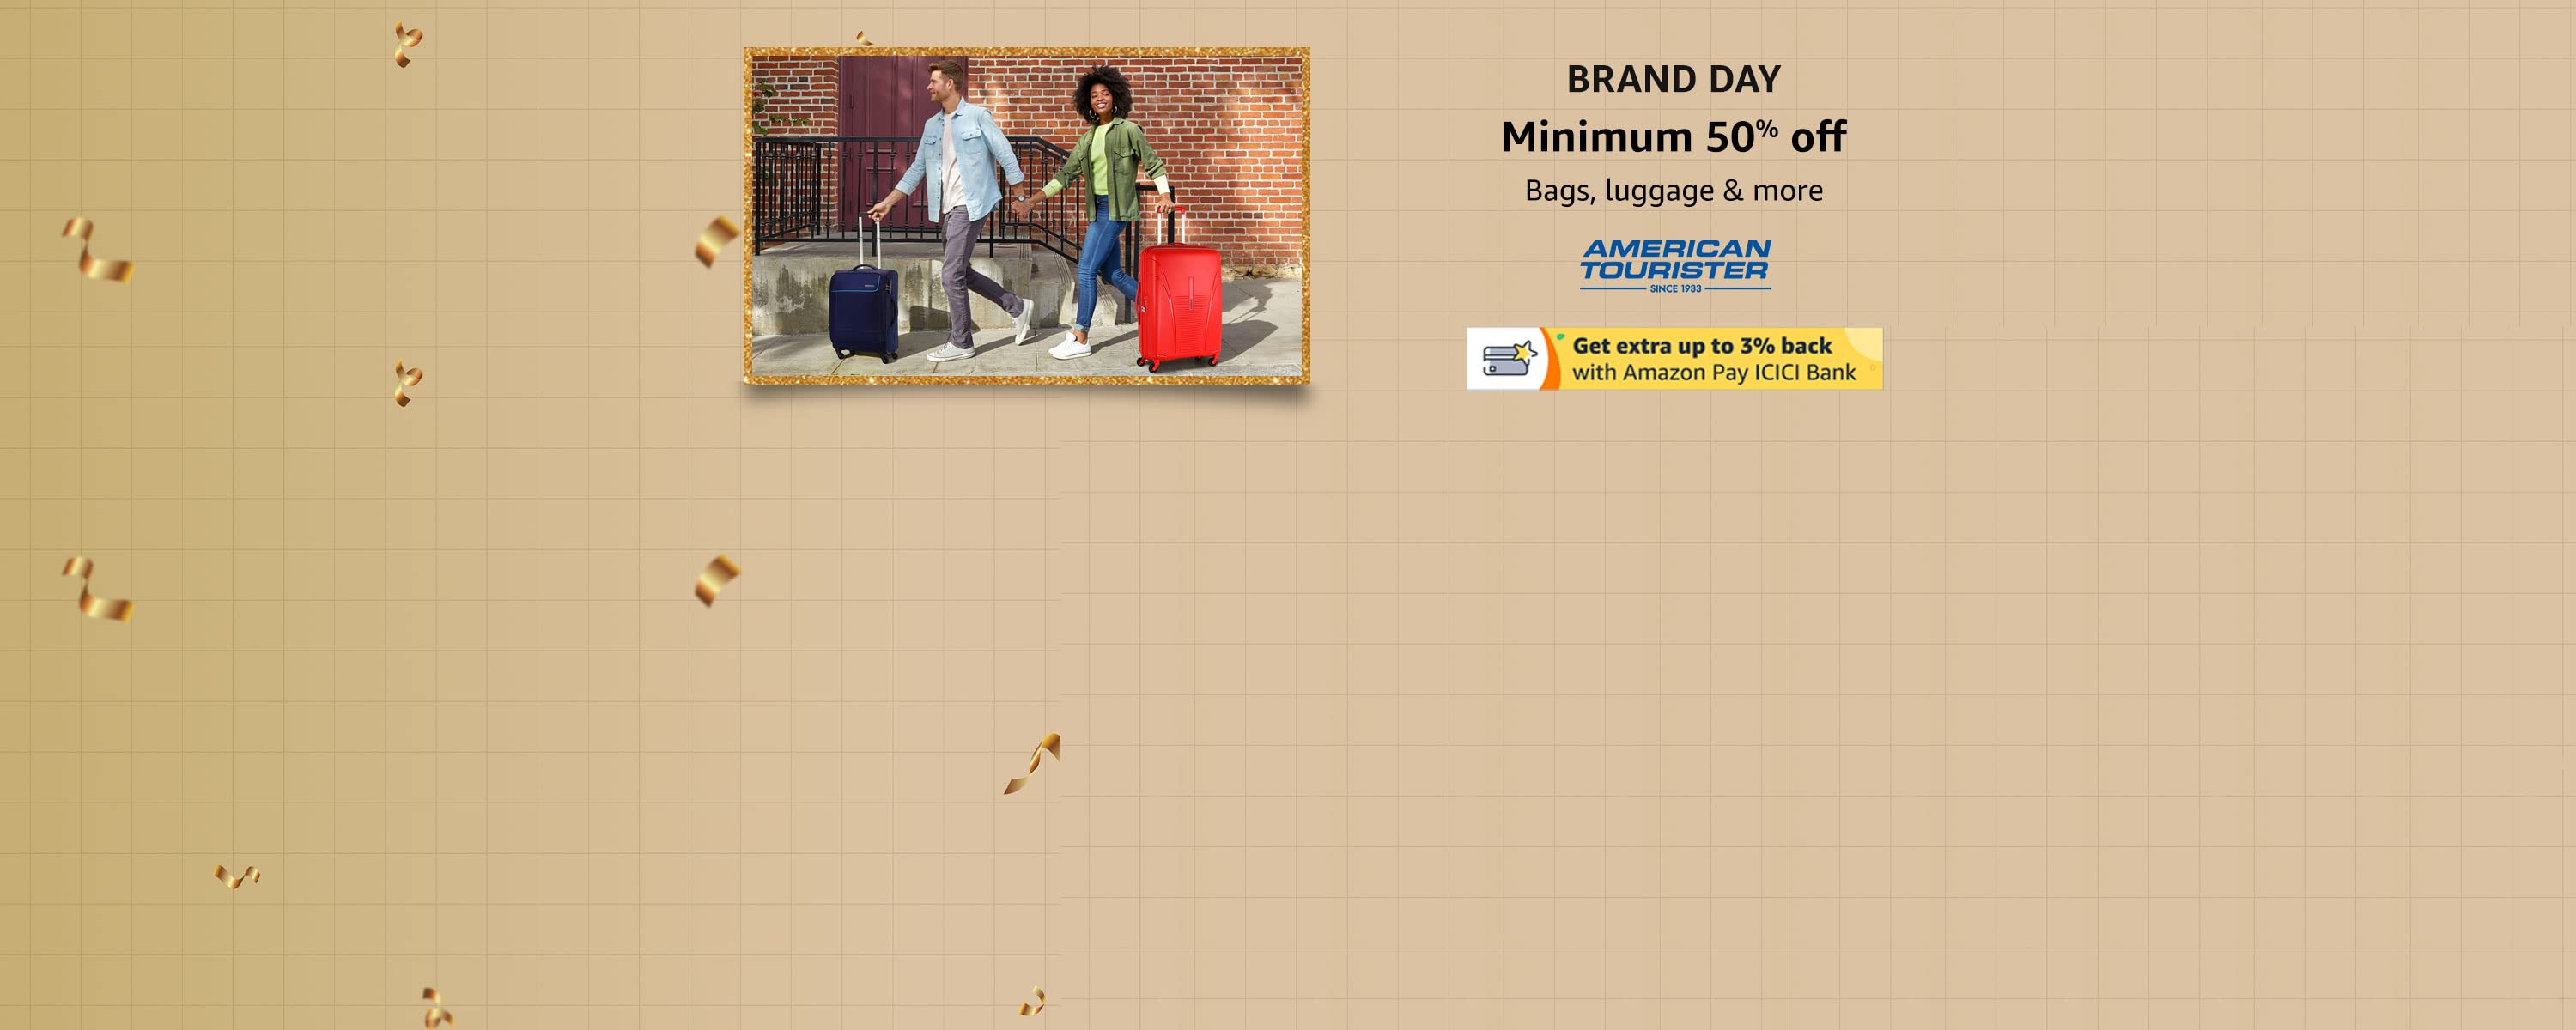 BRAND DAY
Minimum 50% off
Bags, luggage & more
AMERICAN
TOURISTER
SINCE 1933
Get extra up to 3% back
with Amazon Pay ICICI Bank